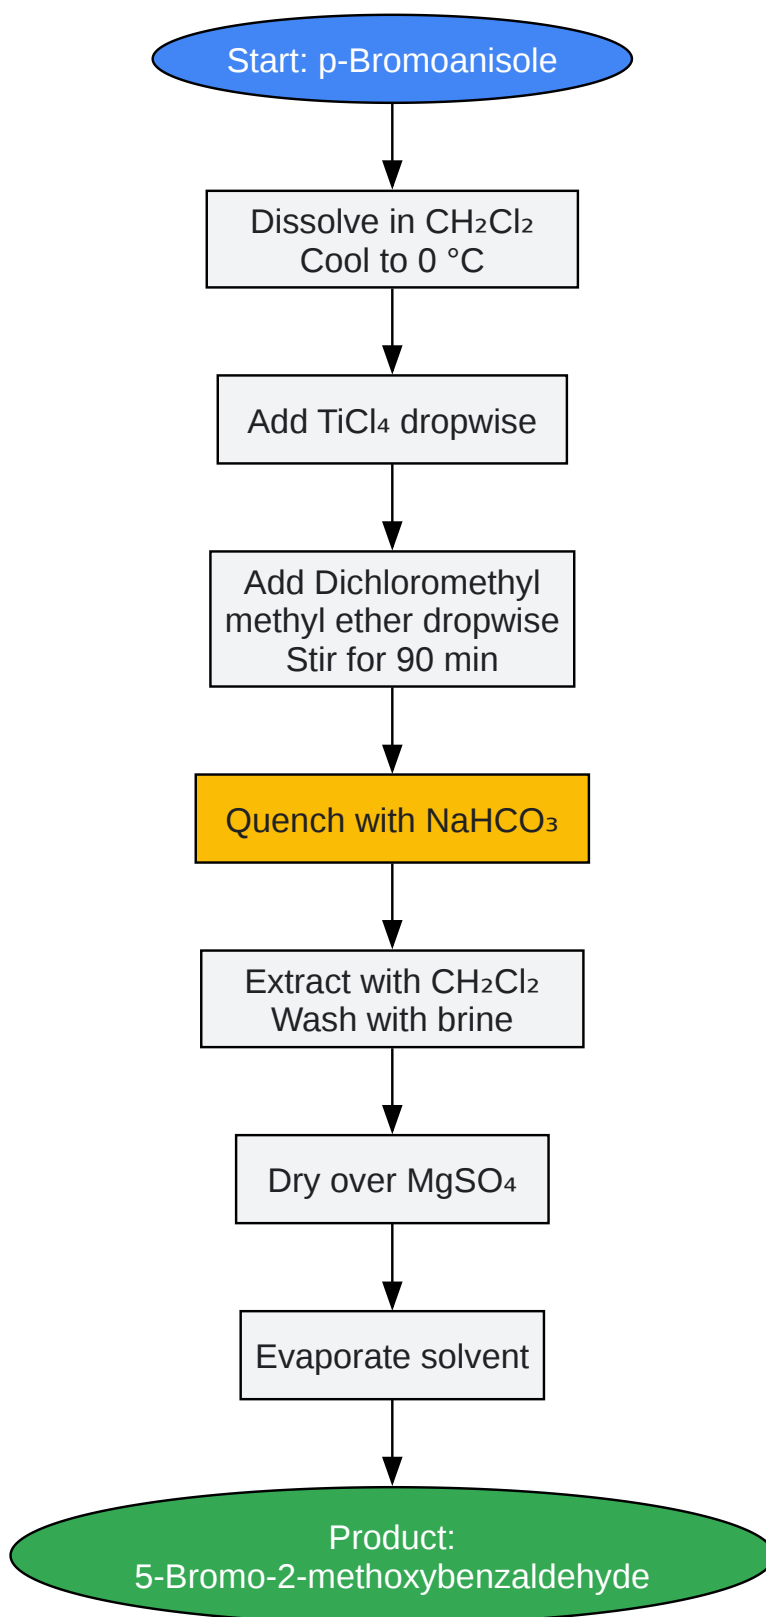 Start: p-Bromoanisole
Dissolve in CH₂Cl₂
Cool to 0 °C
Add TiCl₄ dropwise
Add Dichloromethyl
methyl ether dropwise
Stir for 90 min
Quench with NaHCO₃
Extract with CH₂Cl₂
Wash with brine
Dry over MgSO₄
Evaporate solvent
Product:
5-Bromo-2-methoxybenzaldehyde